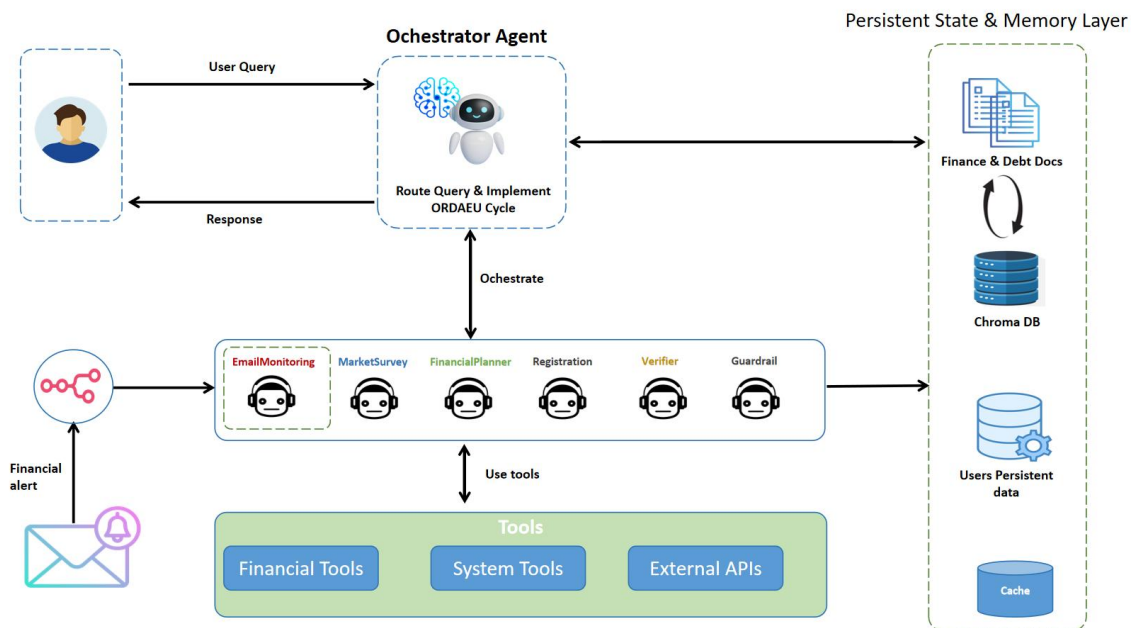 Persistent State & Memory Layer
Ochestrator Agent
User Query
Route Query & Implement
ORDAEU Cycle
Response
Finance & Debt Docs
Chroma DB
Ochestrate
EmailMonitoring
MarketSurvey
FinancialPlanner
Registration
Verifier
Guardrail
Financial
alert
Use tools
Users Persistent
data
Tools
Financial Tools
System Tools
External APIs
Cache